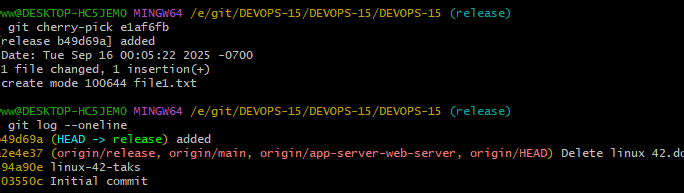 www@DESKTOP-HC5JEMO MINGW64 /e/git/DEVOPS-15/DEVOPS-15/DEVOPS-15 (release)
git cherry-pick e1af6fb
release b49d69a] added
Date: Tue Sep 16 00:05:22 2025 -0700
1 file changed, 1 insertion(+)
create mode 100644 file1.txt
www@DESKTOP-HC5JEMO MINGW64 /e/git/DEVOPS-15/DEVOPS-15/DEVOPS-15 (release)
git log --oneline
49d69a (HEAD -> release) added
2e4e37 (origin/release, origin/main, origin/app-server-web-server, origin/HEAD) Delete linux 42.do
94a90e linux-42-taks
03550c Initial commit